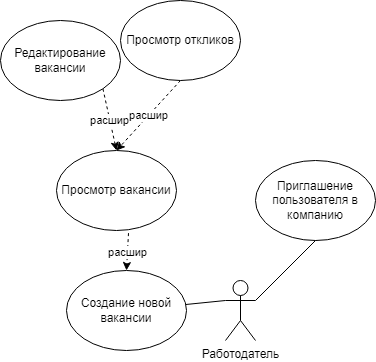 Редактирование
вакансии
Просмотр откликов
расшир
расшир
Просмотр вакансии
Приглашение
пользователя в
компанию
расшир
Создание новой
вакансии
Работодатель